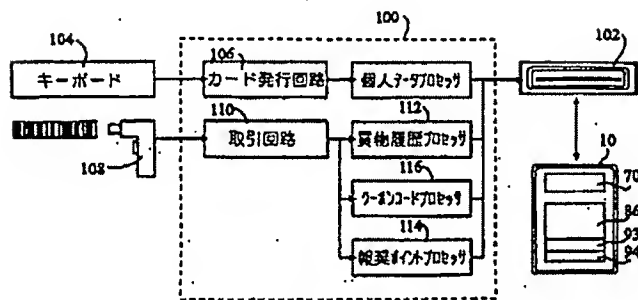 100
104
キーボード
106
カード発行回路
個人データプロセッサ
102
108
110
取引回路
112
買物履歴プロセッサ
116
クーポンコードプロセッサ
114
報奨ポイントプロセッサ
10
70
86
93
94